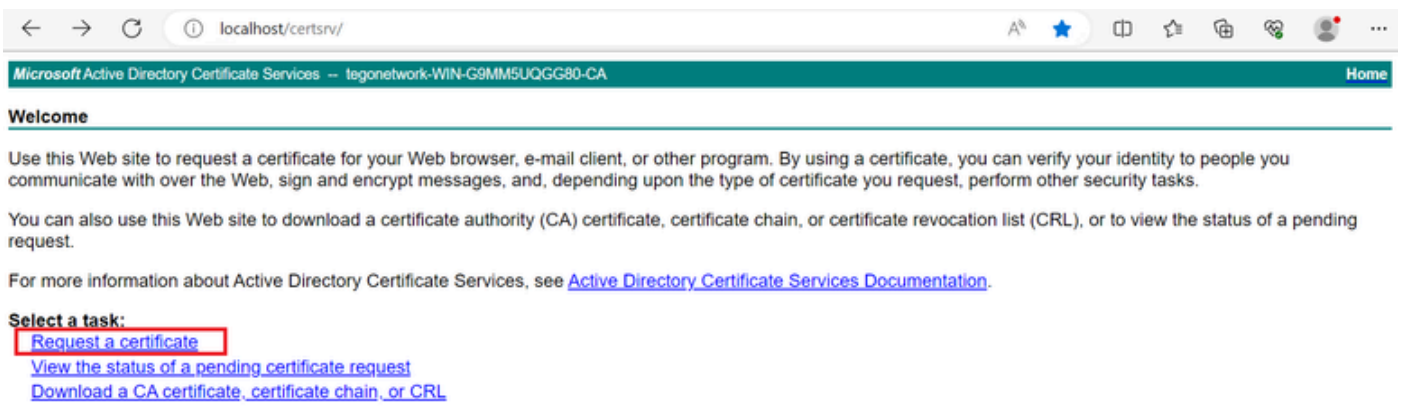 localhost/certsrv/
Microsoft Active Directory Certificate Services -- tegonetwork-WIN-G9MM5UQGG80-CA Home
Welcome
Use this Web site to request a certificate for your Web browser, e-mail client, or other program. By using a certificate, you can verify your identity to people you
communicate with over the Web, sign and encrypt messages, and, depending upon the type of certificate you request, perform other security tasks.
You can also use this Web site to download a certificate authority (CA) certificate, certificate chain, or certificate revocation list (CRL), or to view the status of a pending
request.
For more information about Active Directory Certificate Services, see Active Directory Certificate Services Documentation.
Select a task:
Request a certificate
View the status of a pending certificate request
Download a CA certificate, certificate chain, or CRL